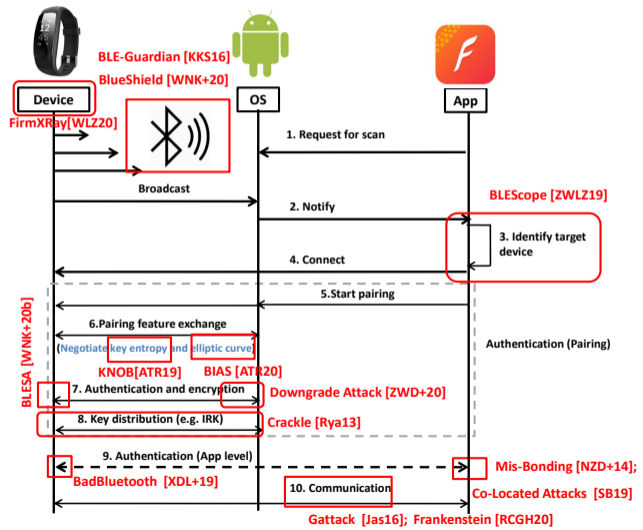 BLE-Guardian [KKS16]
BlueShield [WNK+20]
Device
OS
App
FirmXRay[WLZ20]
1. Request for scan
Broadcast
BLEScope [ZWLZ19]
2. Notify
3. Identify target
device
4. Connect
5.Start pairing
6.Pairing feature exchange
(Negotiate key entropy and elliptic curve)
Authentication (Pairing)
BLESA [WNK+20b]
KNOB[ATR19]
BIAS [ATR20]
7. Authentication and encryption
Downgrade Attack [ZWD+20]
8. Key distribution (e.g. IRK)
Crackle [Rya13]
9. Authentication (App level)
Mis-Bonding [NZD+14];
BadBluetooth [XDL+19]
10. Communication
Co-Located Attacks [SB19]
Gattack [Jas16]; Frankenstein [RCGH20]